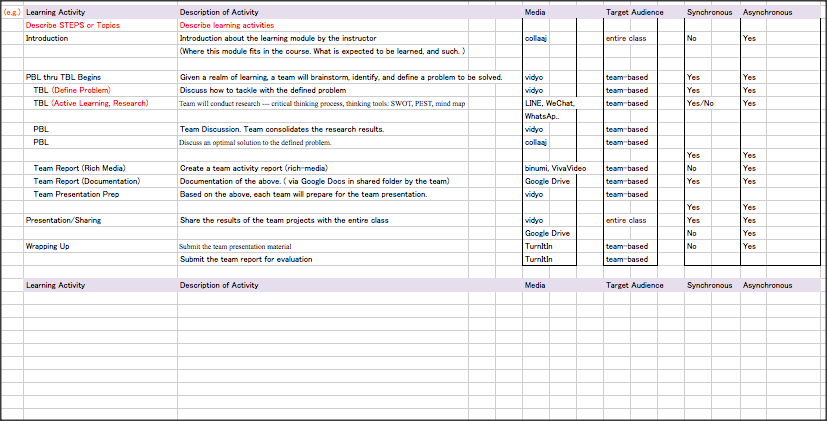 (e.g.) Learning Activity Description of Activity Media Target Audience Synchronous Asynchronous
Describe STEPS or Topics Describe learning activities
Introduction Introduction about the learning module by the instructor collaaj entire class No Yes
(Where this module fits in the course. What is expected to be learned, and such. )
PBL thru TBL Begins Given a realm of learning, a team will brainstorm, identify, and define a problem to be solved. vidyo team-based Yes Yes
TBL (Define Problem) Discuss how to tackle with the defined problem vidyo team-based Yes Yes
TBL (Active Learning, Research) Team will conduct research --- critical thinking process, thinking tools: SWOT, PEST, mind map LINE, WeChat, team-based Yes/No Yes
WhatsAp..
PBL Team Discussion. Team consolidates the research results. vidyo team-based
PBL Discuss an optimal solution to the defined problem. collaaj team-based
Yes Yes
Team Report (Rich Media) Create a team activity report (rich-media) binumi, VivaVideo team-based No Yes
Team Report (Documentation) Documentation of the above. ( via Google Docs in shared folder by the team) Google Drive team-based Yes Yes
Team Presentation Prep Based on the above, each team will prepare for the team presentation. vidyo team-based
Yes Yes
Presentation/Sharing Share the results of the team projects with the entire class vidyo entire class Yes Yes
Google Drive No Yes
Wrapping Up Submit the team presentation material TurnItIn team-based No Yes
Submit the team report for evaluation TurnItIn team-based
Learning Activity Description of Activity Media Target Audience Synchronous Asynchronous